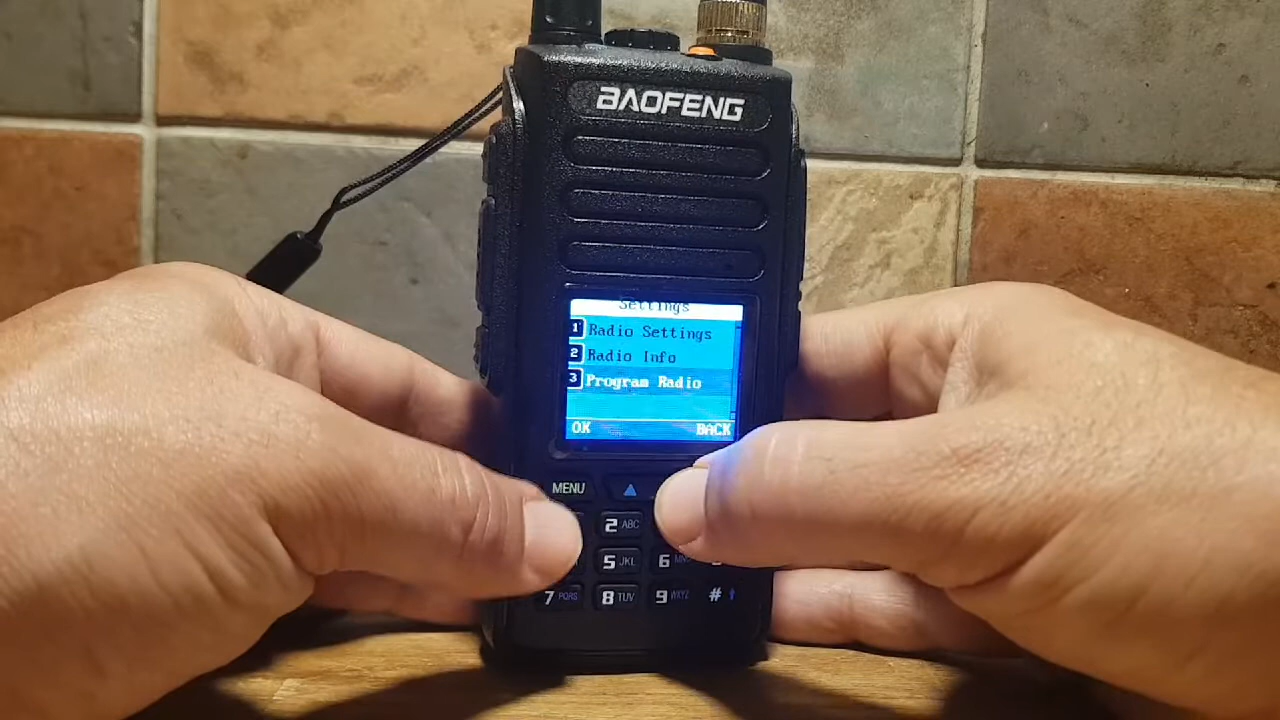 BAOFENG
Settings
1 Radio Settings
2 Radio Info
3 Program Radio
OK BACK
MENU ▲
2 ABC
5 JKL 6
7 PQRS 8 TUV 9 WXYZ #